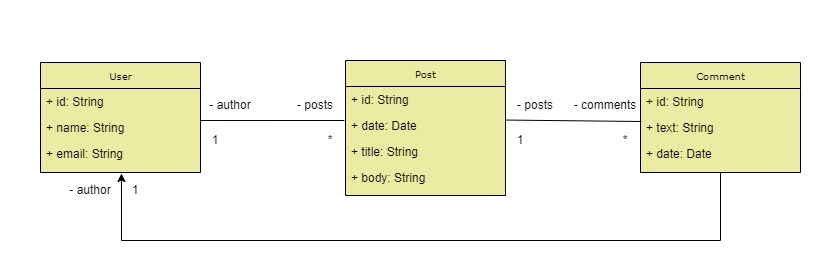 User
+ id: String
+ name: String
+ email: String
- author
- posts
1
*
Post
+ id: String
+ date: Date
+ title: String
+ body: String
- posts
- comments
1
*
Comment
+ id: String
+ text: String
+ date: Date
- author
1